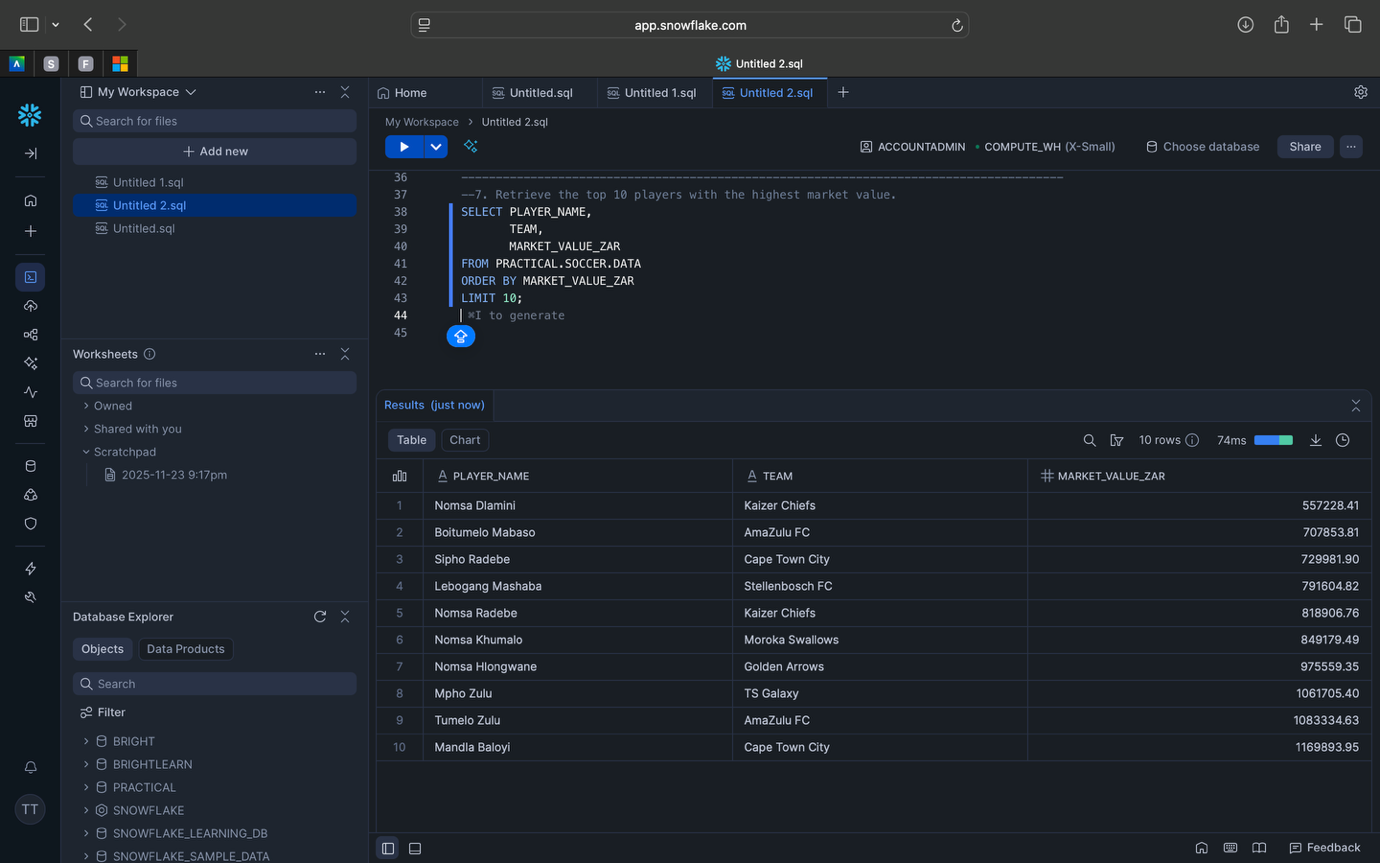 app.snowflake.com
S
F
Untitled 2.sql
My Workspace
Search for files
Add new
Untitled 1.sql
Untitled 2.sql
Untitled.sql
Worksheets
Search for files
Owned
Shared with you
Scratchpad
2025-11-23 9:17pm
Database Explorer
Objects Data Products
Search
Filter
BRIGHT
BRIGHTLEARN
PRACTICAL
SNOWFLAKE
SNOWFLAKE_LEARNING_DB
SNOWFLAKE_SAMPLE_DATA
TT
Home Untitled.sql Untitled 1.sql Untitled 2.sql
My Workspace > Untitled 2.sql
ACCOUNTADMIN COMPUTE_WH (X-Small) Choose database Share
36 ----------------------------------------------------------------------------------------
37 --7. Retrieve the top 10 players with the highest market value.
38 SELECT PLAYER_NAME,
39 TEAM,
40 MARKET_VALUE_ZAR
41 FROM PRACTICAL.SOCCER.DATA
42 ORDER BY MARKET_VALUE_ZAR
43 LIMIT 10;
44 ⌘I to generate
45
Results (just now)
Table Chart 10 rows 74ms
PLAYER_NAME TEAM MARKET_VALUE_ZAR
1 Nomsa Dlamini Kaizer Chiefs 557228.41
2 Boitumelo Mabaso AmaZulu FC 707853.81
3 Sipho Radebe Cape Town City 729981.90
4 Lebogang Mashaba Stellenbosch FC 791604.82
5 Nomsa Radebe Kaizer Chiefs 818906.76
6 Nomsa Khumalo Moroka Swallows 849179.49
7 Nomsa Hlongwane Golden Arrows 975559.35
8 Mpho Zulu TS Galaxy 1061705.40
9 Tumelo Zulu AmaZulu FC 1083334.63
10 Mandla Baloyi Cape Town City 1169893.95
Feedback